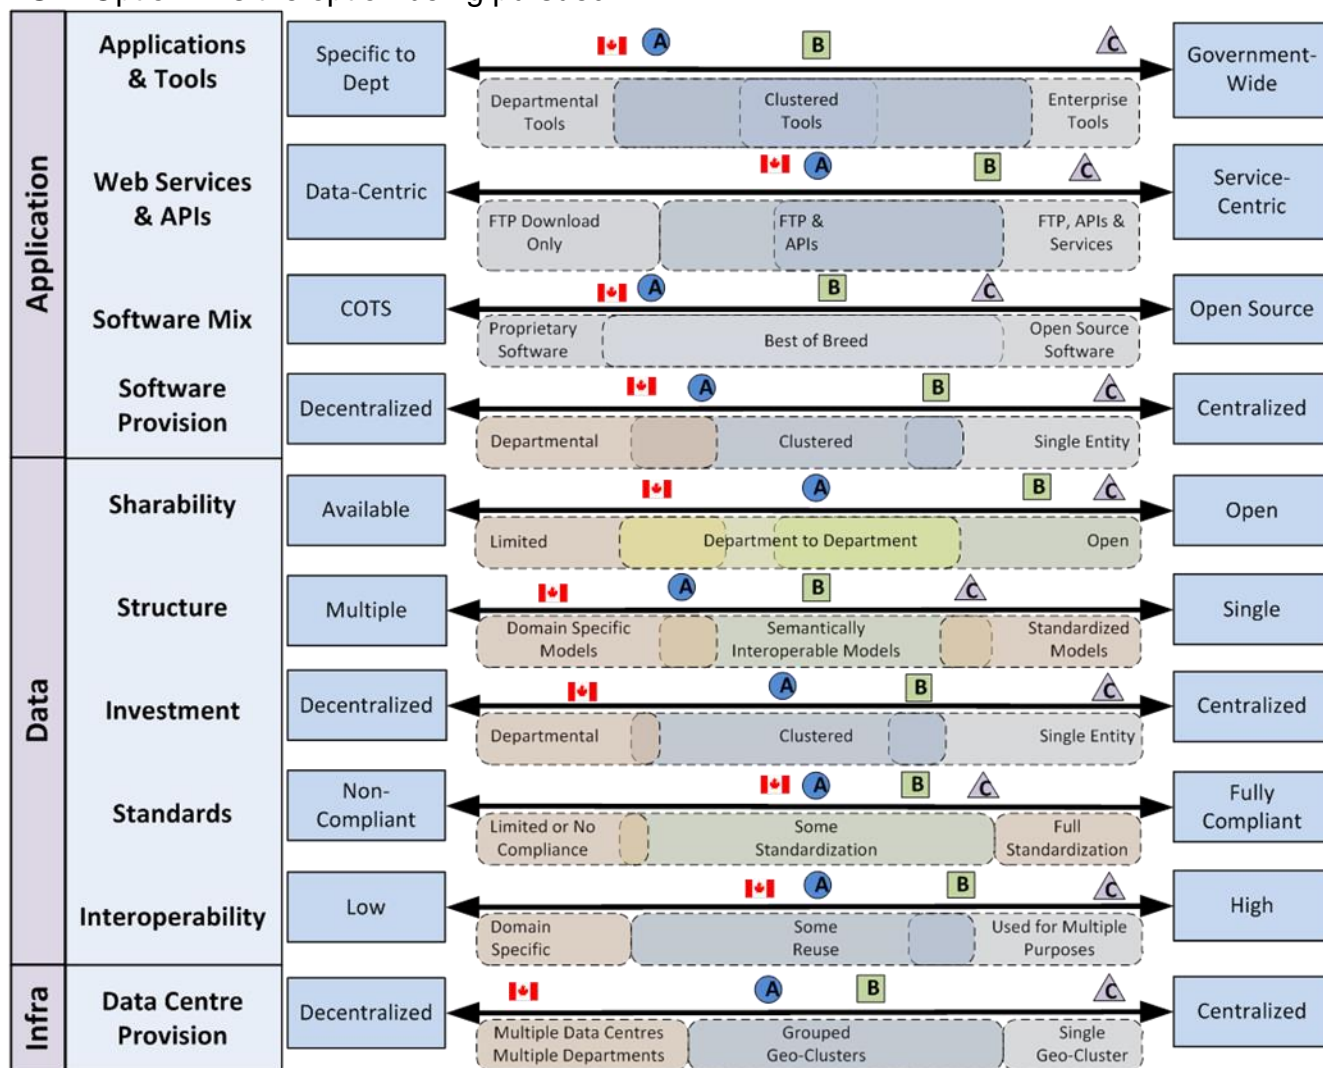 Applications
& Tools
Specific to
Dept
A
B
C
Government-
Wide
Departmental
Tools
Clustered
Tools
Enterprise
Tools
Application
Web Services
& APIs
Data-Centric
A
B
C
Service-
Centric
FTP Download
Only
FTP &
APIs
FTP, APIs &
Services
Software Mix
COTS
A
B
C
Open Source
Proprietary
Software
Best of Breed
Open Source
Software
Software
Provision
Decentralized
A
B
C
Centralized
Departmental
Clustered
Single Entity
Data
Sharability
Available
A
B
C
Open
Limited
Department to Department
Open
Structure
Multiple
A
B
C
Single
Domain Specific
Models
Semantically
Interoperable Models
Standardized
Models
Investment
Decentralized
A
B
C
Centralized
Departmental
Clustered
Single Entity
Standards
Non-
Compliant
A
B
C
Fully
Compliant
Limited or No
Compliance
Some
Standardization
Full
Standardization
Interoperability
Low
A
B
C
High
Domain
Specific
Some
Reuse
Used for Multiple
Purposes
Infra
Data Centre
Provision
Decentralized
A
B
C
Centralized
Multiple Data Centres
Multiple Departments
Grouped
Geo-Clusters
Single
Geo-Cluster